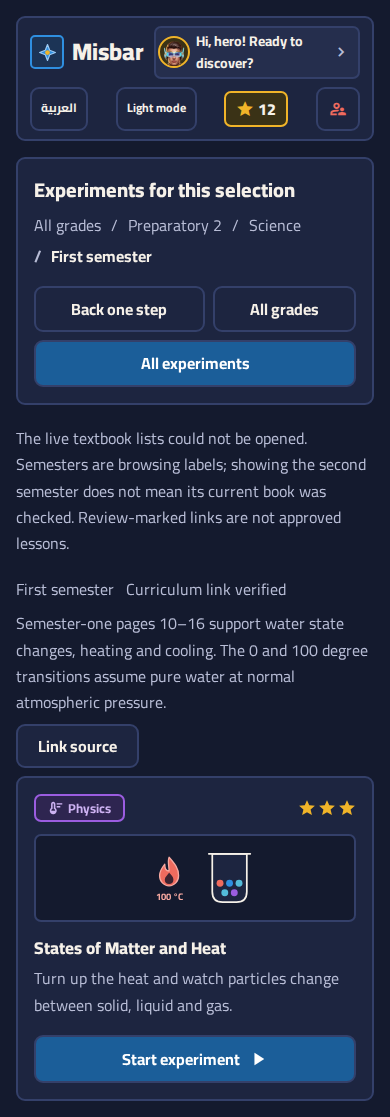 Misbar
Hi, hero! Ready to
discover?
العربية
Light mode
12
Experiments for this selection
All grades / Preparatory 2 / Science
/ First semester
Back one step
All grades
All experiments
The live textbook lists could not be opened.
Semesters are browsing labels; showing the second
semester does not mean its current book was
checked. Review-marked links are not approved
lessons.
First semester Curriculum link verified
Semester-one pages 10–16 support water state
changes, heating and cooling. The 0 and 100 degree
transitions assume pure water at normal
atmospheric pressure.
Link source
Physics
100 °C
States of Matter and Heat
Turn up the heat and watch particles change
between solid, liquid and gas.
Start experiment